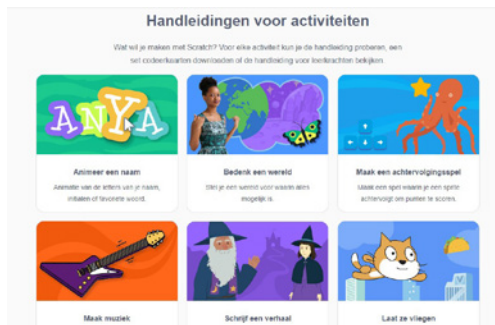 Handleidingen voor activiteiten
Wat wil je maken met Scratch? Voor elke activiteit kun je de handleiding proberen, een
set codeerkaarten downloaden of de handleiding voor leerkrachten bekijken.
ANYA
Animeer een naam
Animatie van de letters van je naam,
initialen of favoriete woord.
Bedenk een wereld
Stel je een wereld voor waarin alles
mogelijk is.
Maak een achtervolgingsspel
Maak een spel waarin je een sprite
achtervolgt om punten te scoren.
Maak muziek
Schrijf een verhaal
Laat ze vliegen